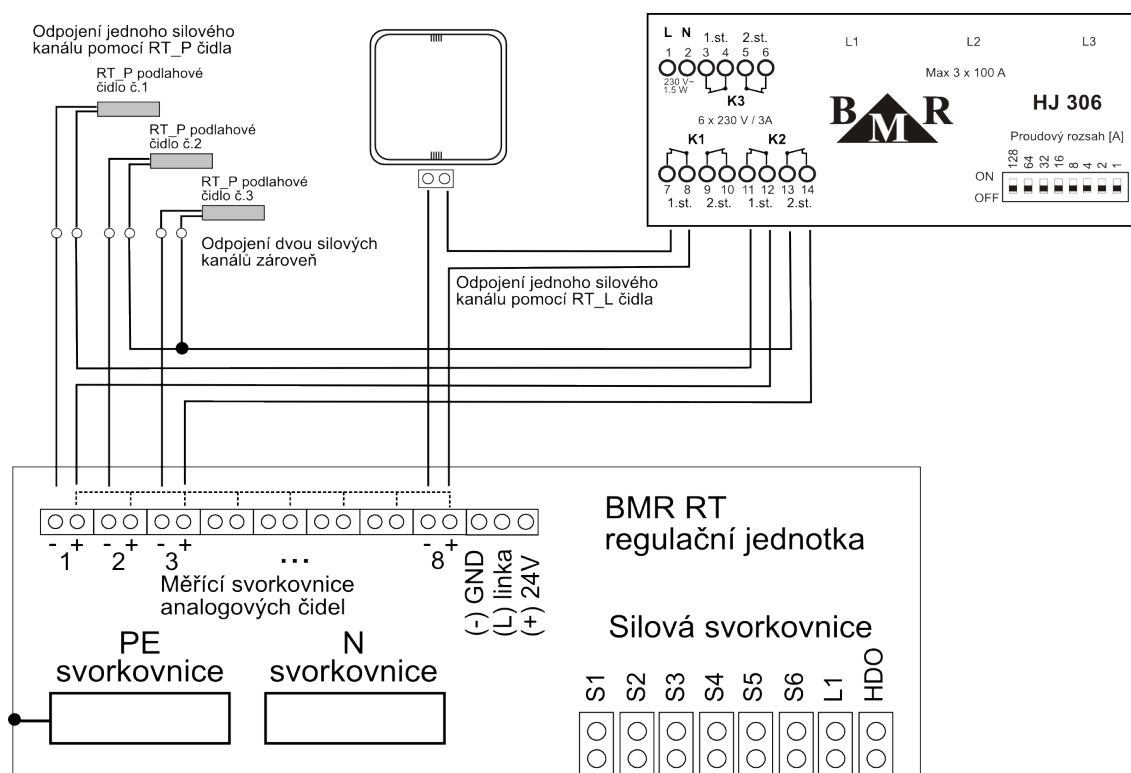 Odpojení jednoho silového
kanálu pomocí RT_P čidla
RT_P podlahové
čidlo č.1
RT_P podlahové
čidlo č.2
RT_P podlahové
čidlo č.3
Odpojení dvou silových
kanálů zároveň
Odpojení jednoho silového
kanálu pomocí RT_L čidla
L N 1.st. 2.st.
1 2 3 4 5 6
230 V~
1.5 W
K3
6 x 230 V / 3A
K1 K2
7 8 9 10 11 12 13 14
1.st. 2.st. 1.st. 2.st.
L1 L2 L3
Max 3 x 100 A
BMR
HJ 306
Proudový rozsah [A]
128 64 32 16 8 4 2 1
ON
OFF
- + - + - + - +
1 2 3 ... 8
(-) GND
(L) linka
(+) 24V
Měřící svorkovnice
analogových čidel
BMR RT
regulační jednotka
PE
svorkovnice
N
svorkovnice
Silová svorkovnice
S1 S2 S3 S4 S5 S6 L1 HDO